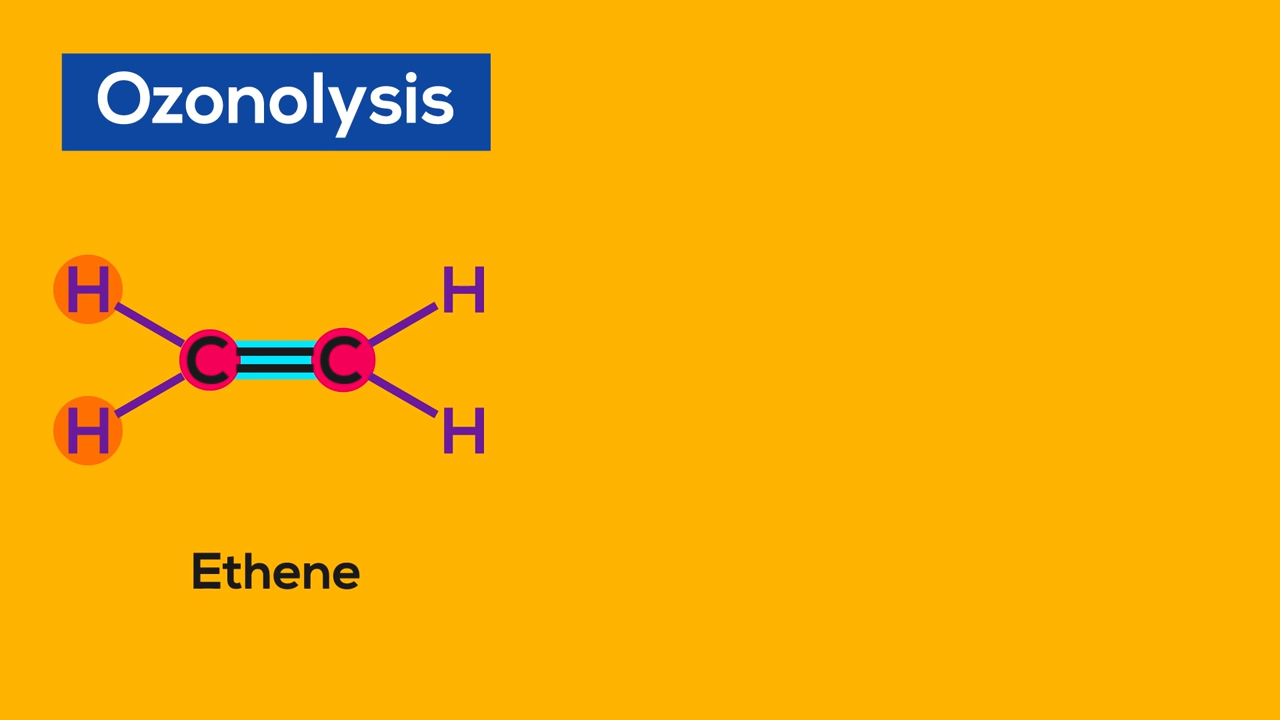 Ozonolysis
H H
C C
H H
Ethene